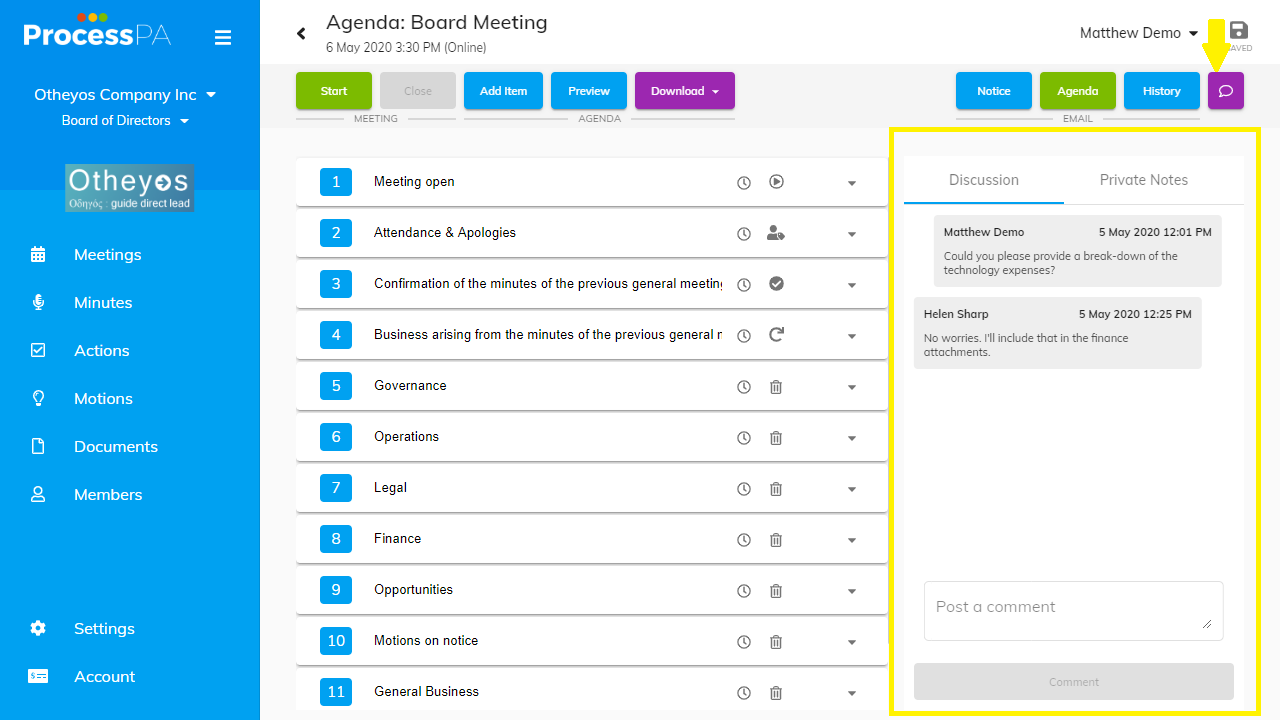 ProcessPA
Otheyos Company Inc
Board of Directors
Otheyos
Οδηγός : guide direct lead
Meetings
Minutes
Actions
Motions
Documents
Members
Settings
Account
Agenda: Board Meeting
6 May 2020 3:30 PM (Online)
Matthew Demo
Start
Close
Add Item
Preview
Download
Notice
Agenda
History
MEETING
AGENDA
EMAIL
1 Meeting open
2 Attendance & Apologies
3 Confirmation of the minutes of the previous general meeting
4 Business arising from the minutes of the previous general
5 Governance
6 Operations
7 Legal
8 Finance
9 Opportunities
10 Motions on notice
11 General Business
Discussion Private Notes
Matthew Demo 5 May 2020 12:01 PM
Could you please provide a break-down of the
technology expenses?
Helen Sharp 5 May 2020 12:25 PM
No worries. I'll include that in the finance
attachments.
Post a comment
Comment